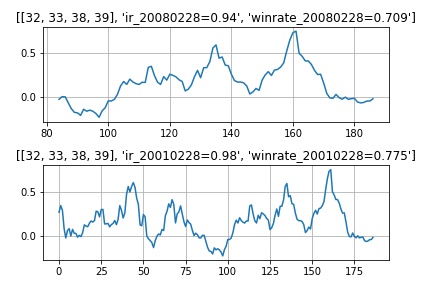 [[32, 33, 38, 39], 'ir_20080228=0.94', 'winrate_20080228=0.709']
0.5
0.0
80 100 120 140 160 180
[[32, 33, 38, 39], 'ir_20010228=0.98', 'winrate_20010228=0.775']
0.5
0.0
0 25 50 75 100 125 150 175